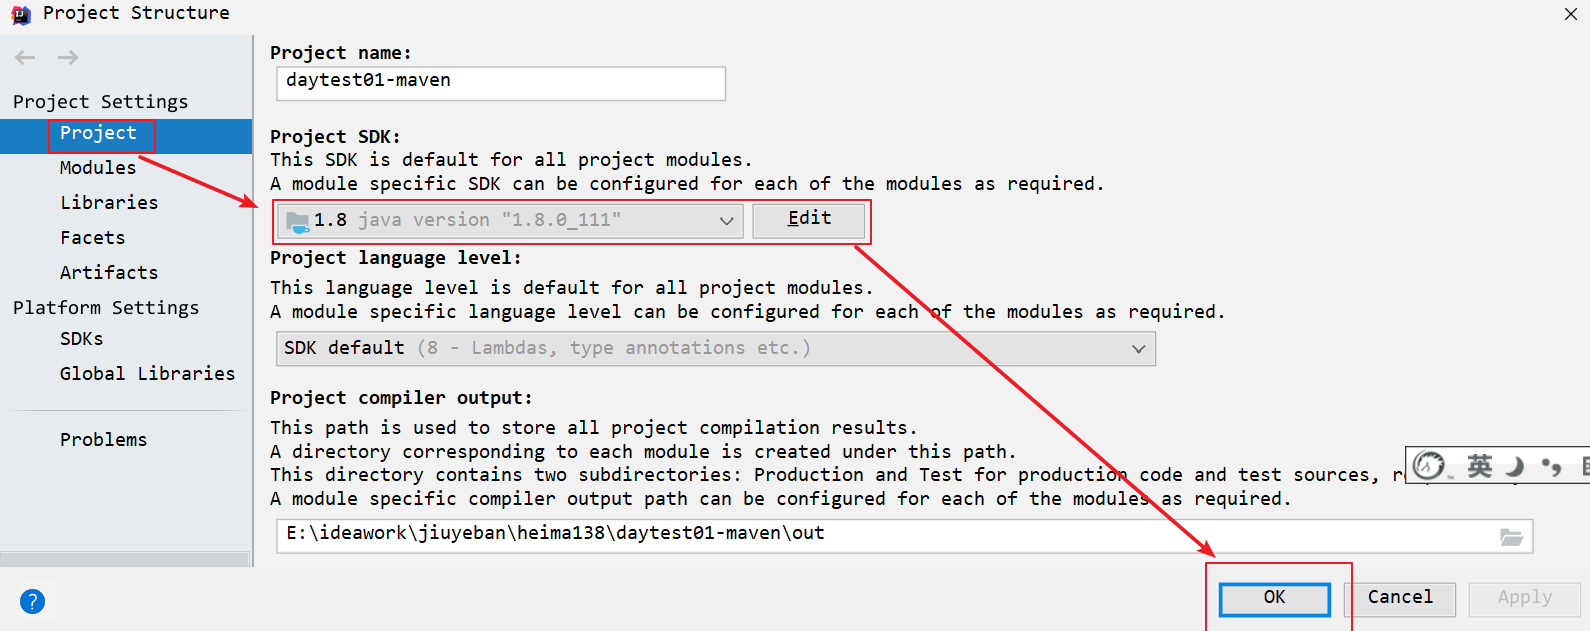 Project Structure
Project Settings
Project
Modules
Libraries
Facets
Artifacts
Platform Settings
SDKs
Global Libraries
Problems
Project name:
daytest01-maven
Project SDK:
This SDK is default for all project modules.
A module specific SDK can be configured for each of the modules as required.
1.8 java version "1.8.0_111"
Edit
Project language level:
This language level is default for all project modules.
A module specific language level can be configured for each of the modules as required.
SDK default (8 - Lambdas, type annotations etc.)
Project compiler output:
This path is used to store all project compilation results.
A directory corresponding to each module is created under this path.
This directory contains two subdirectories: Production and Test for production code and test sources,
A module specific compiler output path can be configured for each of the modules as required.
E:\ideawork\jiuyeban\heima138\daytest01-maven\out
英
?
OK
Cancel
Apply